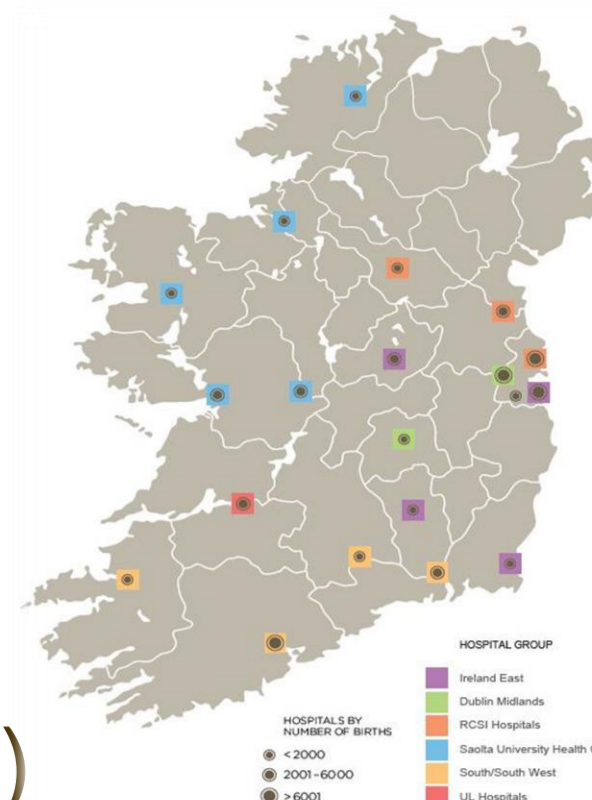 HOSPITAL GROUP
Ireland East
Dublin Midlands
RCSI Hospitals
Saolta University Health
South/South West
UL Hospitals
HOSPITALS BY
NUMBER OF BIRTHS
< 2000
2001-6000
>6001
)